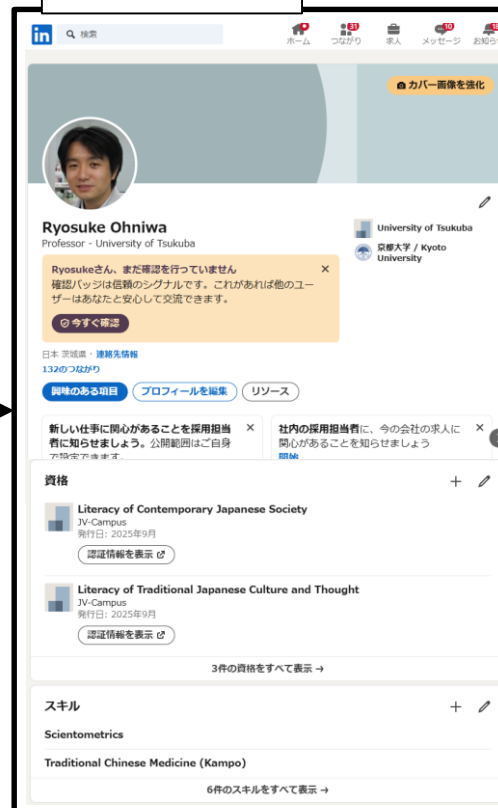 in
検索
ホーム
31
つながり
求人
10
メッセージ
お知ら
カバー画像を強化
Ryosuke Ohniwa
Professor - University of Tsukuba
University of Tsukuba
京都大学 / Kyoto
University
Ryosukeさん、まだ確認を行っていません
確認バッジは信頼のシグナルです。これがあれば他のユー
ザーはあなたと安心して交流できます。
今すぐ確認
日本 茨城県・連絡先情報
132のつながり
興味のある項目
プロフィールを編集
リソース
新しい仕事に関心があることを採用担当
者に知らせましょう。公開範囲はご自身
で設定できます。
社内の採用担当者に、今の会社の求人に
関心があることを知らせましょう
開始
資格
Literacy of Contemporary Japanese Society
JV-Campus
発行日: 2025年9月
認証情報を表示
Literacy of Traditional Japanese Culture and Thought
JV-Campus
発行日: 2025年9月
認証情報を表示
3件の資格をすべて表示 →
スキル
Scientometrics
Traditional Chinese Medicine (Kampo)
6件のスキルをすべて表示 →